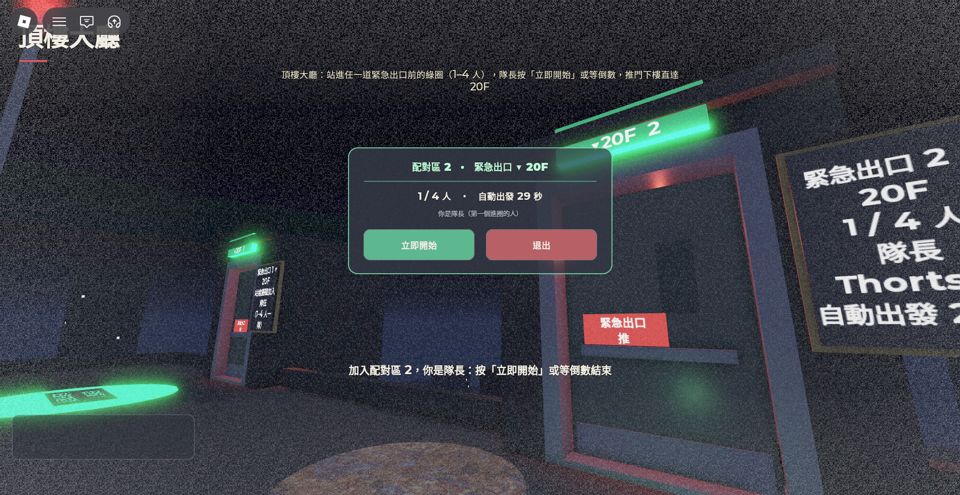 頂樓大廳
頂樓大廳：站進任一道緊急出口前的綠圈（1–4 人），隊長按「立即開始」或等倒數，推門下樓直達
20F
▼20F 2
配對區 2 • 緊急出口 ▼ 20F
1 / 4 人 • 自動出發 29 秒
你是隊長（第一個進圈的人）
立即開始
退出
緊急出口 2
20F
1 / 4 人
隊長
Thorts
自動出發 2
緊急出口 1
20F
緊急出口
推
加入配對區 2，你是隊長：按「立即開始」或等倒數結束